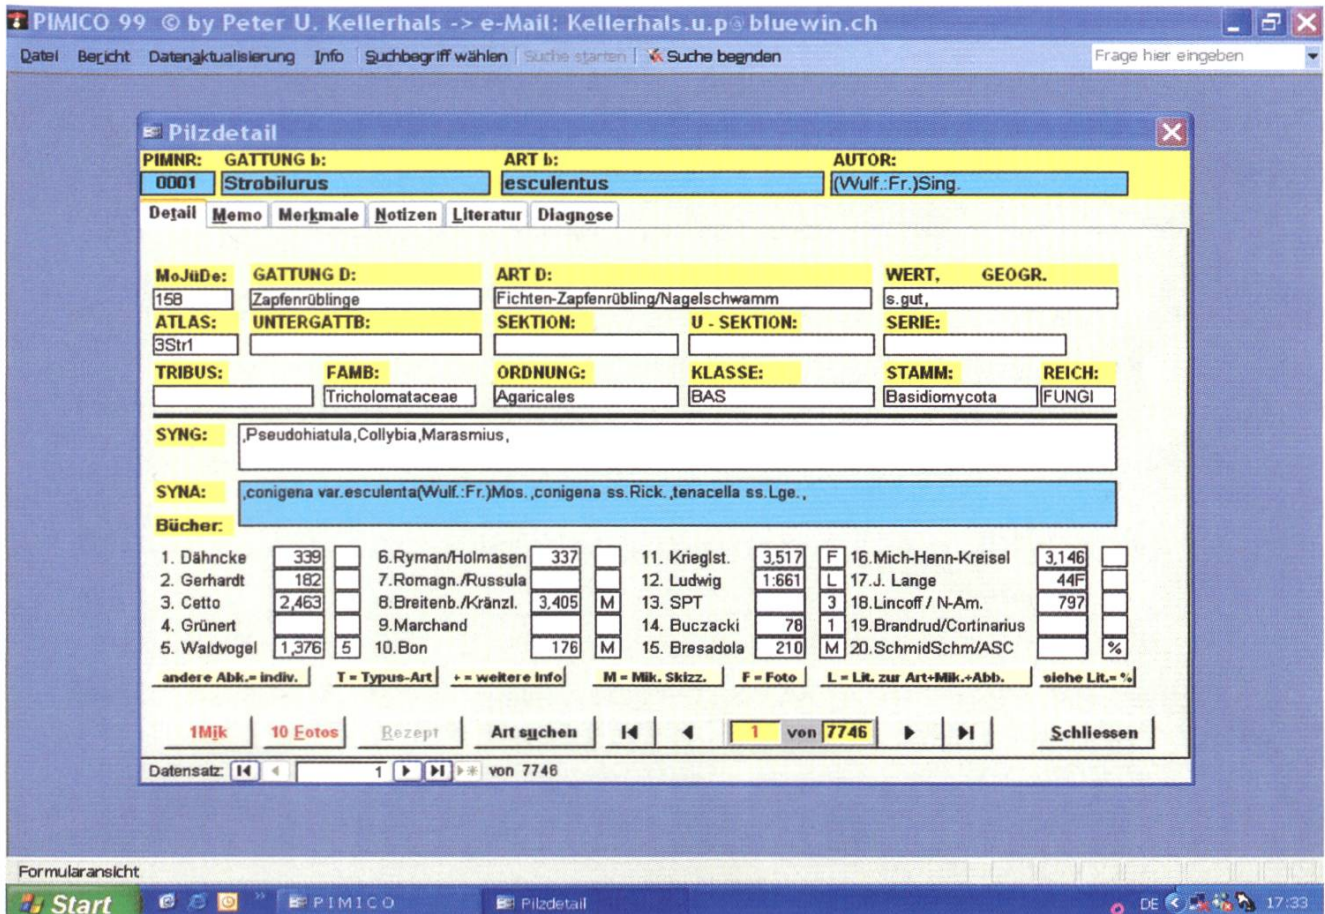 PIMICO 99 © by Peter U. Kellerhals -> e-Mail: Kellerhals.u.p@bluewin.ch
Datei Bericht Datenaktualisierung Info Suchbegriff wählen Suche starten Suche beenden Frage hier eingeben
Pilzdetail
PIMNR: GATTUNG b: ART b: AUTOR:
0001 Strobilurus esculentus (Wulf.:Fr.)Sing.
Detail Memo Merkmale Notizen Literatur Diagnose
MoJüDe: GATTUNG D: ART D: WERT, GEOGR.
158 Zapfenrüblinge Fichten-Zapfenrübling/Nagelschwamm s.gut,
ATLAS: UNTERGATTB: SEKTION: U - SEKTION: SERIE:
3Str1
TRIBUS: FAMB: ORDNUNG: KLASSE: STAMM: REICH:
Tricholomataceae Agaricales BAS Basidiomycota FUNGI
SYNG: ,Pseudohiatula,Collybia,Marasmius,
SYNA: ,conigena var.esculenta(Wulf.:Fr.)Mos.,conigena ss.Rick.,tenacella ss.Lge.,
Bücher:
1. Dähncke 339 6.Ryman/Holmasen 337 11. Krieglst. 3,517 F 16.Mich-Henn-Kreisel 3,146
2. Gerhardt 182 7.Romagn./Russula 12. Ludwig 1:661 L 17.J. Lange 44F
3. Cetto 2,463 8.Breitenb./Kränzl. 3,405 M 13. SPT 3 18.Lincoff / N-Am. 797
4. Grünert 9.Marchand 14. Buczacki 78 1 19.Brandrud/Cortinarius
5. Waldvogel 1,376 5 10.Bon 176 M 15. Bresadola 210 M 20.SchmidSchm/ASC %
andere Abk.= indiv. T = Typus-Art + = weitere Info M = Mik. Skizz. F = Foto L = Lit. zur Art+Mik.+Abb. siehe Lit.= %
1Mik 10 Fotos Rezept Art suchen 1 von 7746 Schliessen
Datensatz: 1 von 7746
Formularansicht
Start PIMICO Pilzdetail DE 17:33